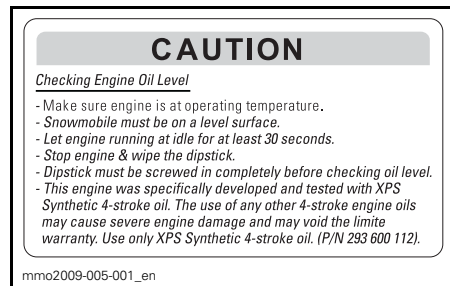 CAUTION
Checking Engine Oil Level
- Make sure engine is at operating temperature.
- Snowmobile must be on a level surface.
- Let engine running at idle for at least 30 seconds.
- Stop engine & wipe the dipstick.
- Dipstick must be screwed in completely before checking oil level.
- This engine was specifically developed and tested with XPS
Synthetic 4-stroke oil. The use of any other 4-stroke engine oils
may cause severe engine damage and may void the limite
warranty. Use only XPS Synthetic 4-stroke oil. (P/N 293 600 112).
mmo2009-005-001_en